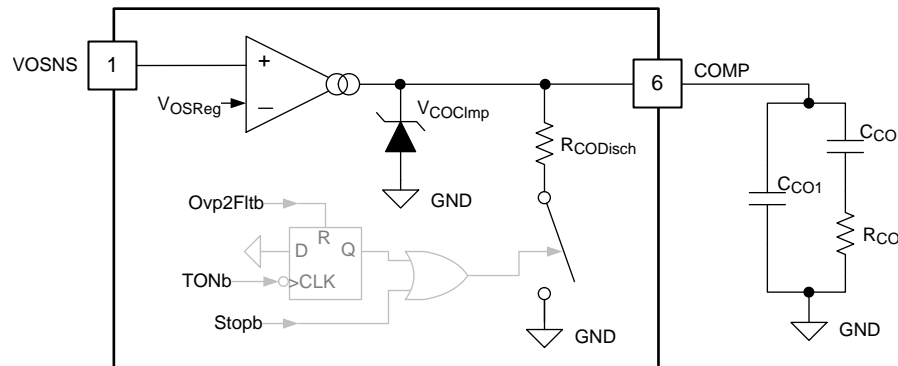 VOSNS
1
+
VOSReg
−
VCOClmp
GND
RCODisch
6
COMP
CCO1
CCO
RCO
GND
Ovp2Fltb
R
D
Q
TONb
>CLK
Stopb
GND